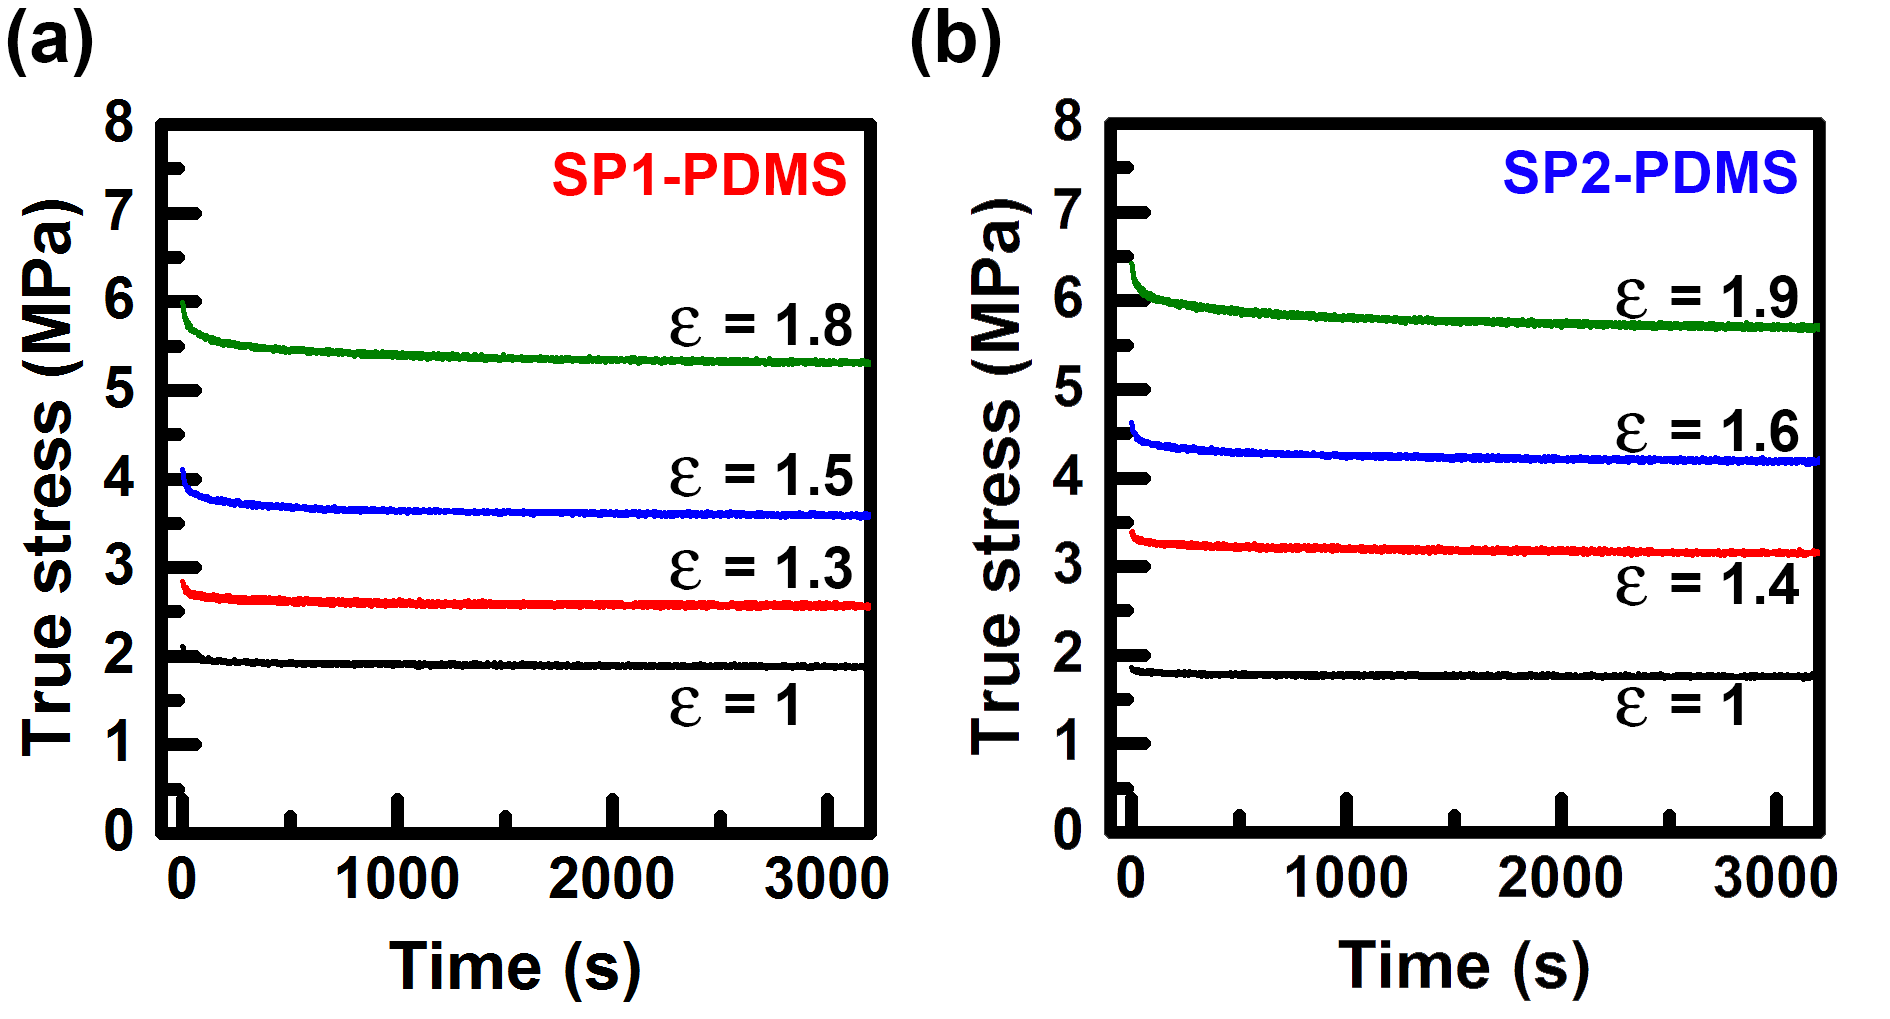 (a)
SP1-PDMS
True stress (MPa)
8
7
6
5
4
3
2
1
0
ε = 1.8
ε = 1.5
ε = 1.3
ε = 1
0 1000 2000 3000
Time (s)
(b)
SP2-PDMS
True stress (MPa)
8
7
6
5
4
3
2
1
0
ε = 1.9
ε = 1.6
ε = 1.4
ε = 1
0 1000 2000 3000
Time (s)